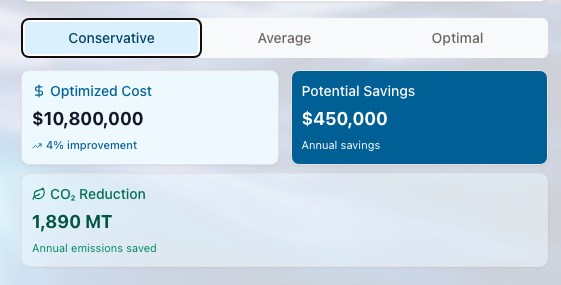 Conservative Average Optimal
Optimized Cost
$10,800,000
4% improvement
Potential Savings
$450,000
Annual savings
CO₂ Reduction
1,890 MT
Annual emissions saved